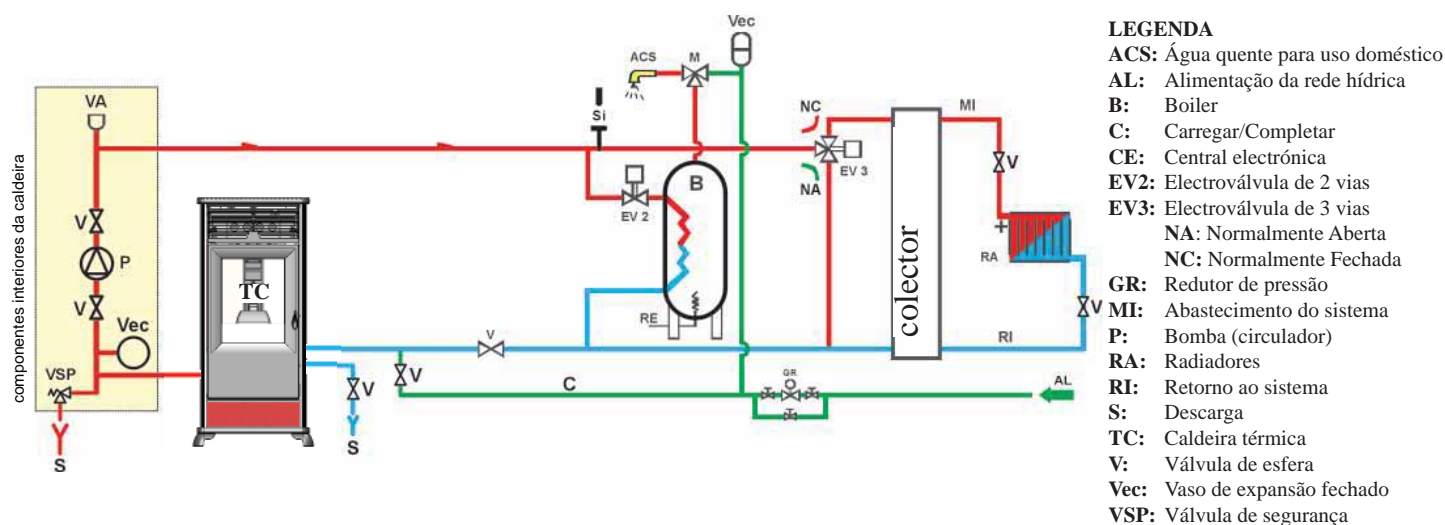 componentes interiores da caldeira
VA
V
P
V
Vec
VSP
S
TC
V
S
V
V
C
Si
EV 2
B
RE
ACS
M
Vec
NC
EV 3
NA
GR
AL
colector
MI
V
+
RA
V
RI
LEGENDA
ACS: Água quente para uso doméstico
AL: Alimentação da rede hídrica
B: Boiler
C: Carregar/Completar
CE: Central electrónica
EV2: Electroválvula de 2 vias
EV3: Electroválvula de 3 vias
NA: Normalmente Aberta
NC: Normalmente Fechada
GR: Redutor de pressão
MI: Abastecimento do sistema
P: Bomba (circulador)
RA: Radiadores
RI: Retorno ao sistema
S: Descarga
TC: Caldeira térmica
V: Válvula de esfera
Vec: Vaso de expansão fechado
VSP: Válvula de segurança